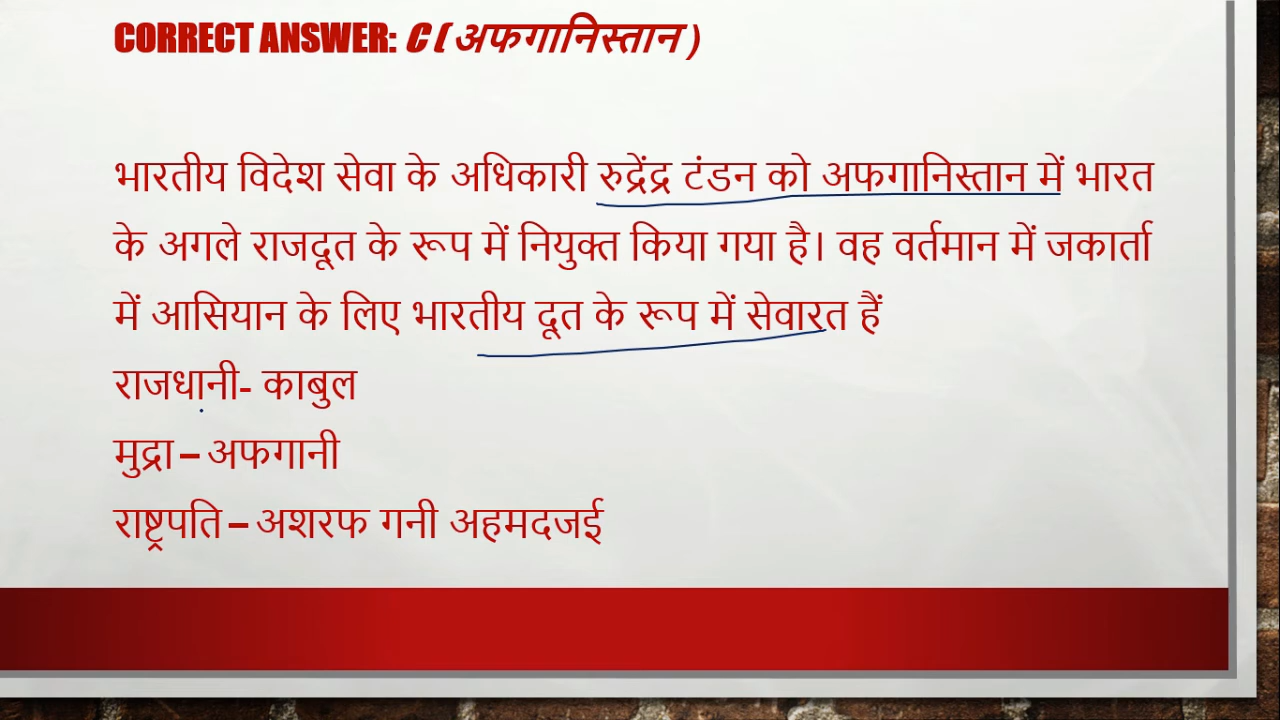 CORRECT ANSWER: C ( अफगानिस्तान )
भारतीय विदेश सेवा के अधिकारी रुद्रेंद्र टंडन को अफगानिस्तान में भारत
के अगले राजदूत के रूप में नियुक्त किया गया है। वह वर्तमान में जकार्ता
में आसियान के लिए भारतीय दूत के रूप में सेवारत हैं
राजधानी- काबुल
मुद्रा – अफगानी
राष्ट्रपति – अशरफ गनी अहमदजई